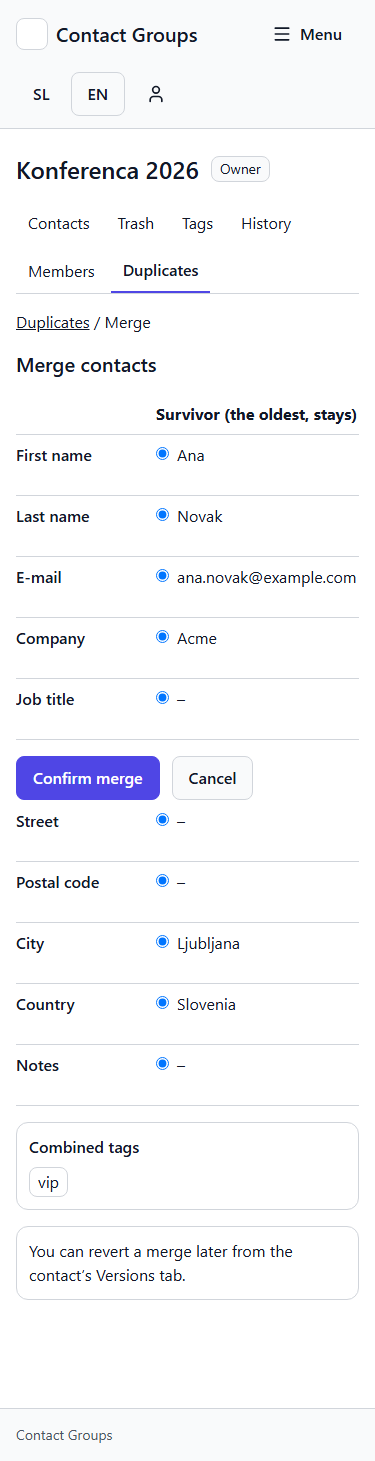 Contact Groups
Menu
SL
EN
Konferenca 2026
Owner
Contacts
Trash
Tags
History
Members
Duplicates
Duplicates / Merge
Merge contacts
Survivor (the oldest, stays)
First name
Ana
Last name
Novak
E-mail
ana.novak@example.com
Company
Acme
Job title
–
Confirm merge
Cancel
Street
–
Postal code
–
City
Ljubljana
Country
Slovenia
Notes
–
Combined tags
vip
You can revert a merge later from the
contact's Versions tab.
Contact Groups